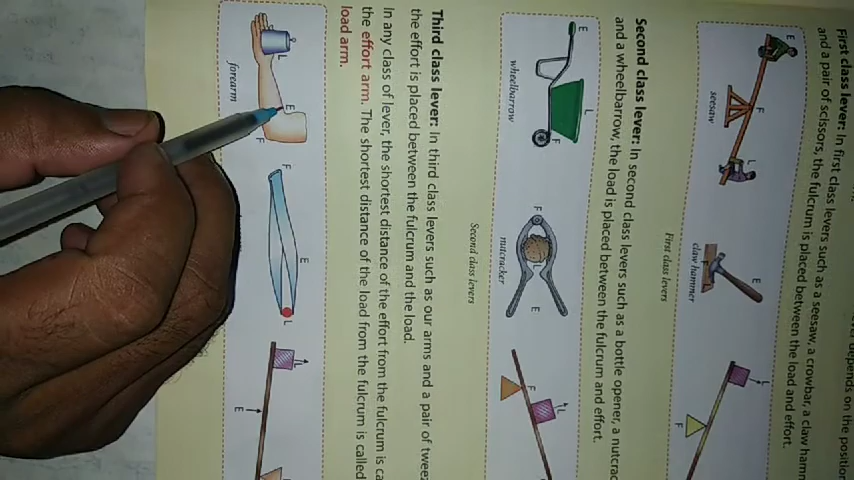 depends on the position
First class lever: In first class levers such as a seesaw, a crowbar, a claw hamm
and a pair of scissors, the fulcrum is placed between the load and effort.
E
F
L
seesaw
E
claw hammer
L
F
First class levers
Second class lever: In second class levers such as a bottle opener, a nutcrac
and a wheelbarrow, the load is placed between the fulcrum and effort.
E
L
F
wheelbarrow
F
L
E
nutcracker
F
L
Second class levers
Third class lever: In third class levers such as our arms and a pair of tweez
the effort is placed between the fulcrum and the load.
In any class of lever, the shortest distance of the effort from the fulcrum is ca
the effort arm. The shortest distance of the load from the fulcrum is called
load arm.
L
E
F
forearm
F
E
L
L
E